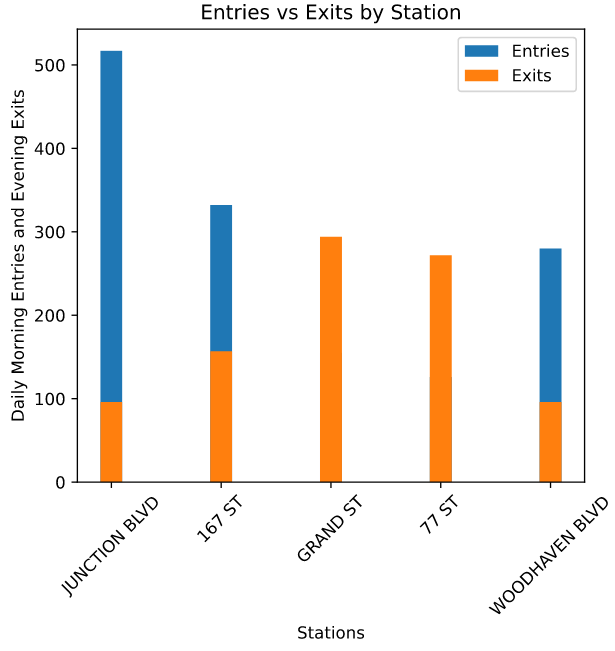 Entries vs Exits by Station
Entries
Exits
Daily Morning Entries and Evening Exits
500
400
300
200
100
0
JUNCTION BLVD
167 ST
GRAND ST
77 ST
WOODHAVEN BLVD
Stations